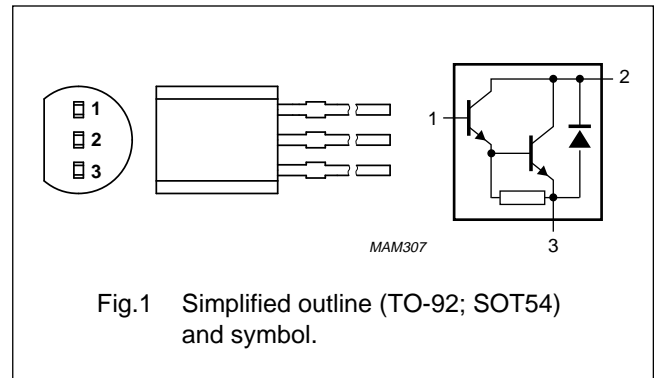 1
2
3
1
2
3
MAM307
Fig.1 Simplified outline (TO-92; SOT54)
and symbol.